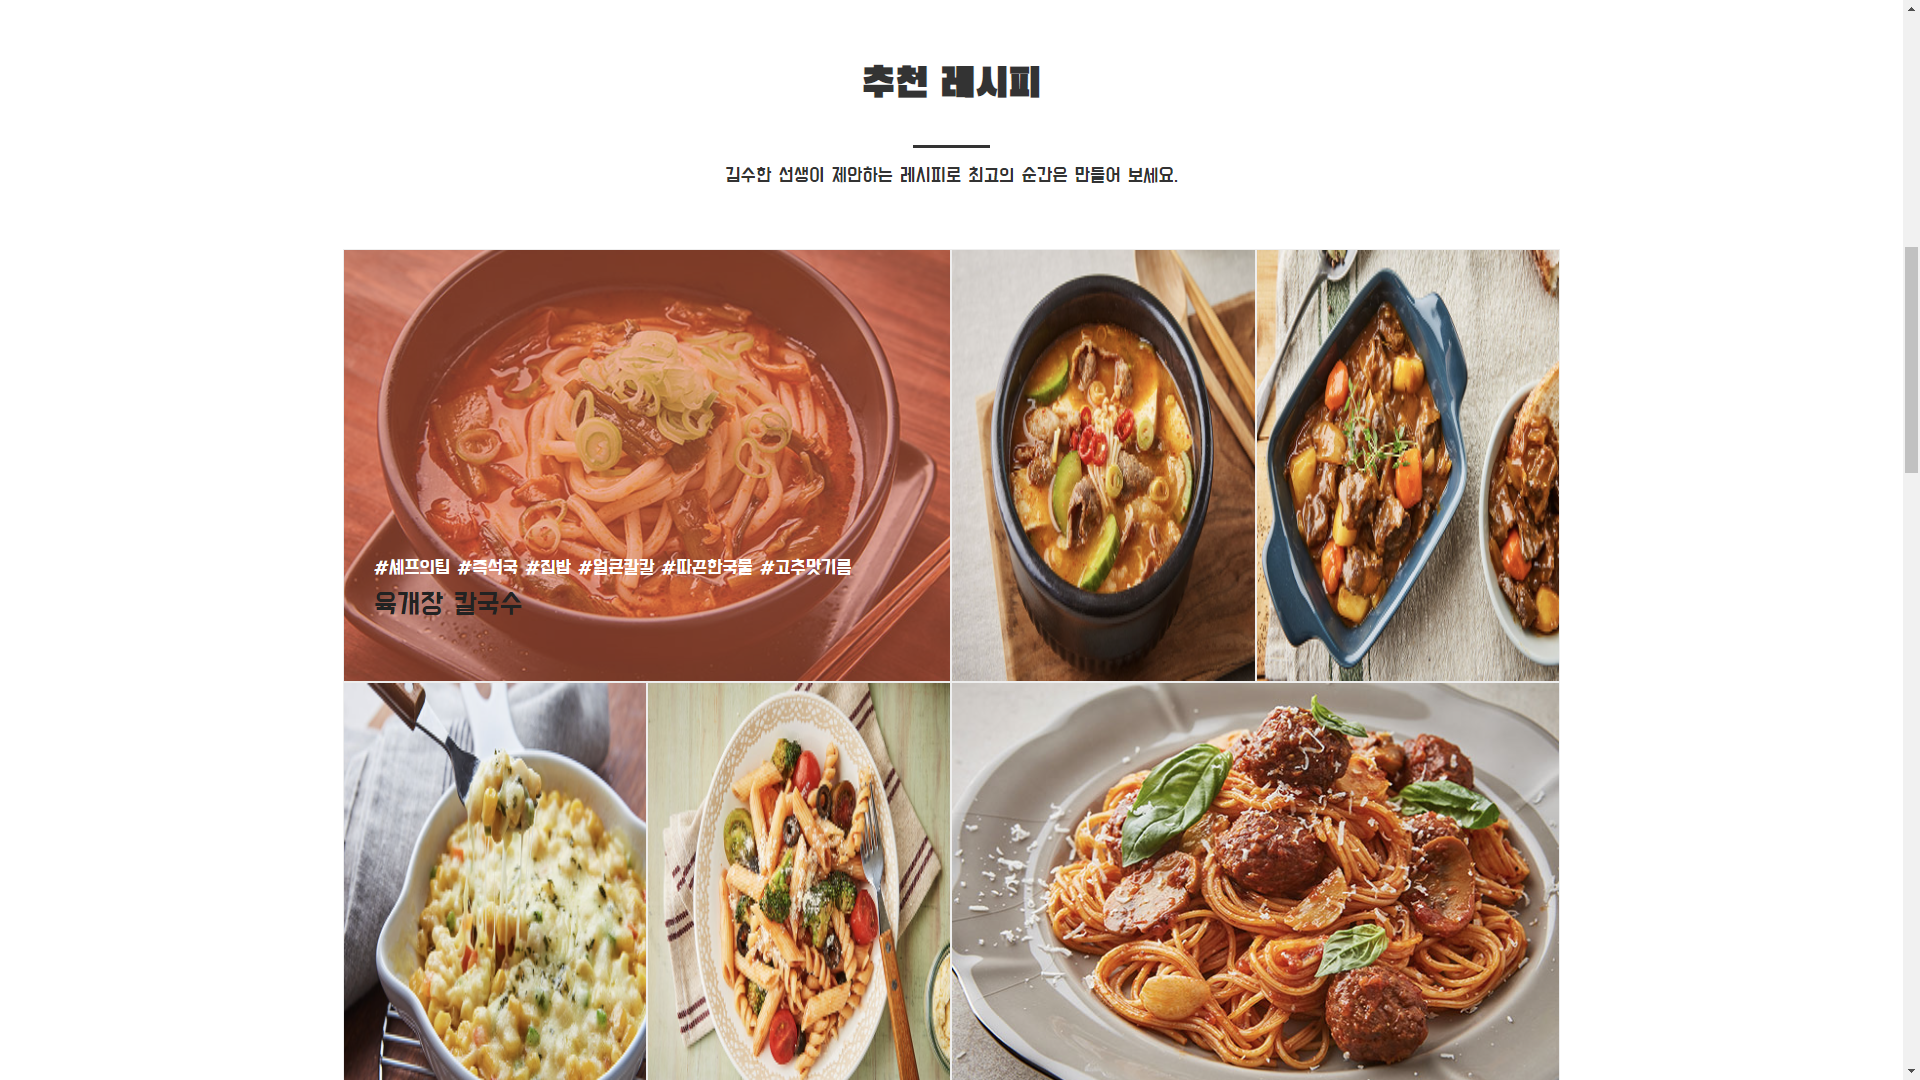 추천 레시피
김수한 선생이 제안하는 레시피로 최고의 순간은 만들어 보세요.
#셰프의팁 #즉석국 #집밥 #얼큰칼칼 #따끈한국물 #고추맛기름
육개장 칼국수